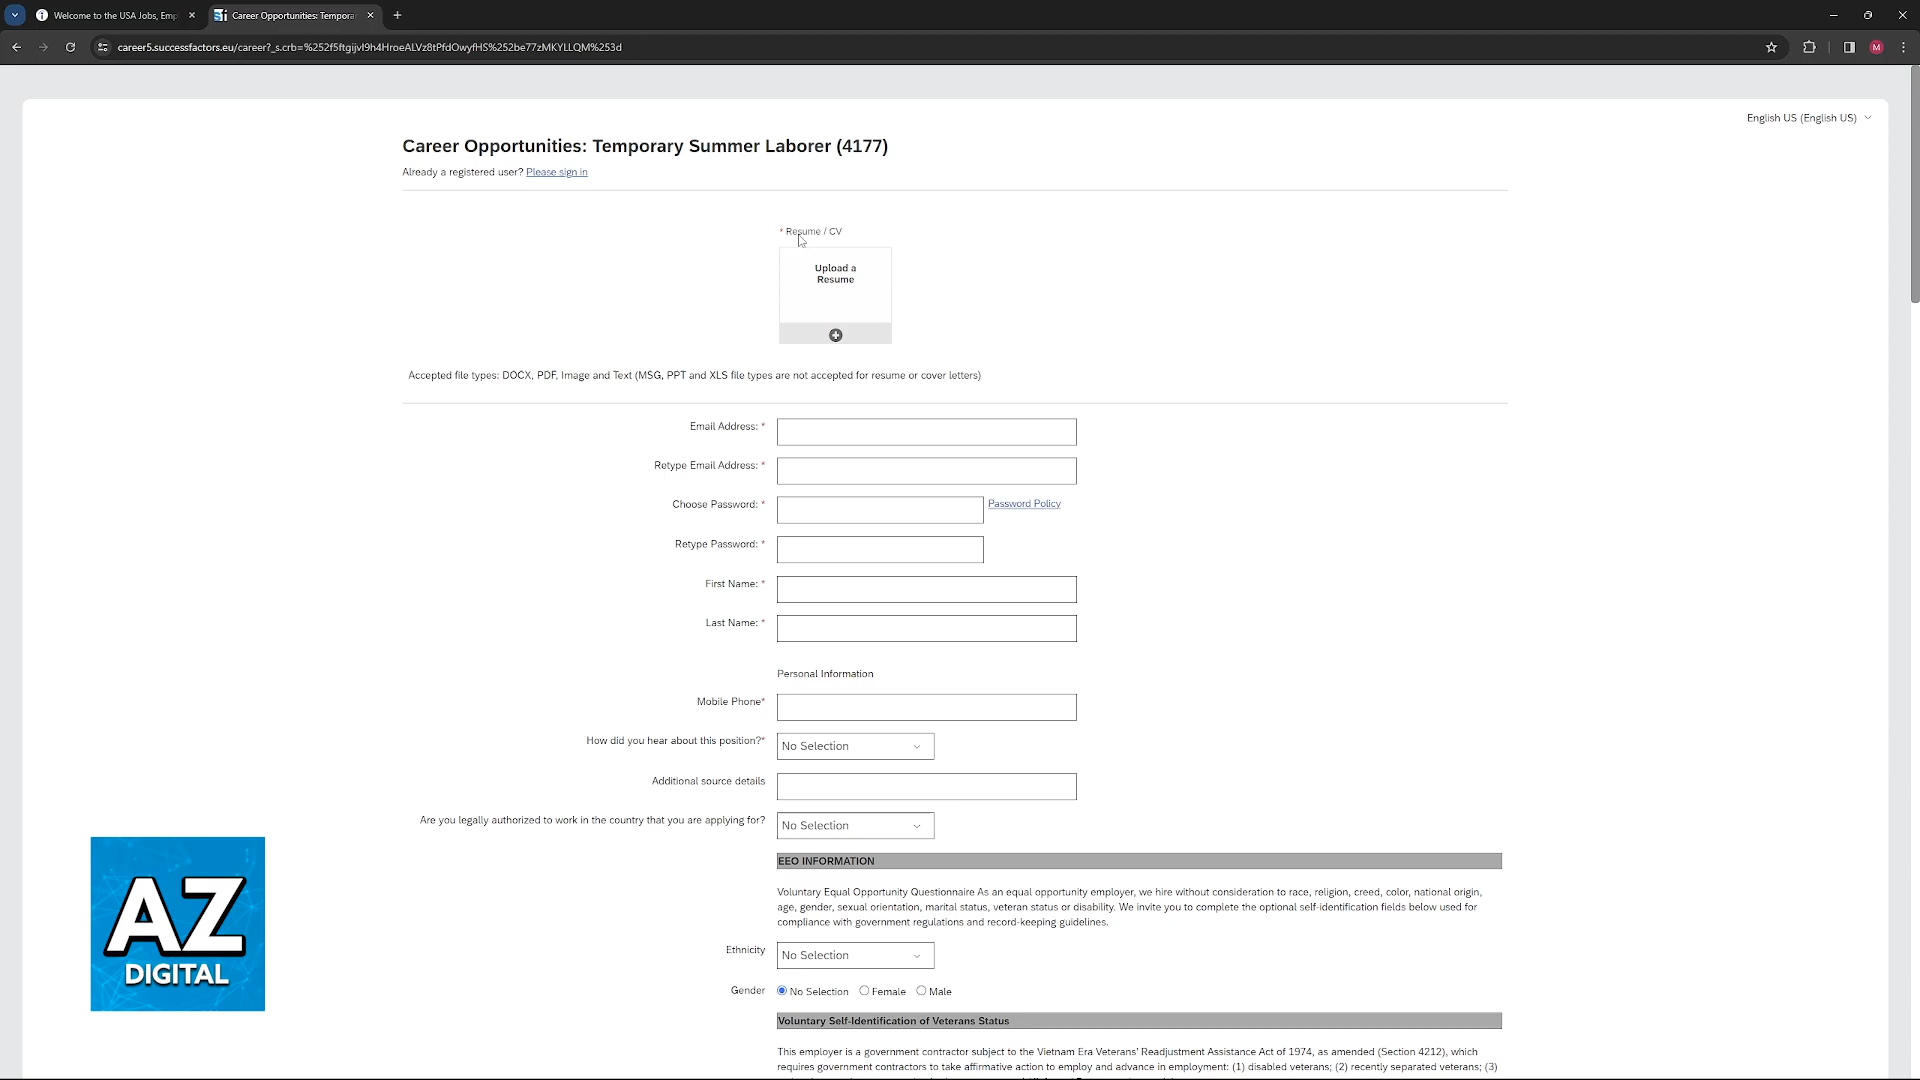 Welcome to the USA Jobs, Emp
Career Opportunities: Tempora
career5.successfactors.eu/career?_s.crb=%252f5ftgijvl9h4HroeALVz8tPfdOwyfHS%252be77zMKYLLQM%253d
M
English US (English US)
Career Opportunities: Temporary Summer Laborer (4177)
Already a registered user? Please sign in
* Resume / CV
Upload a
Resume
Accepted file types: DOCX, PDF, Image and Text (MSG, PPT and XLS file types are not accepted for resume or cover letters)
Email Address: *
Retype Email Address: *
Choose Password: * Password Policy
Retype Password: *
First Name: *
Last Name: *
Personal Information
Mobile Phone*
How did you hear about this position?* No Selection
Additional source details
Are you legally authorized to work in the country that you are applying for? No Selection
EEO INFORMATION
Voluntary Equal Opportunity Questionnaire As an equal opportunity employer, we hire without consideration to race, religion, creed, color, national origin,
age, gender, sexual orientation, marital status, veteran status or disability. We invite you to complete the optional self-identification fields below used for
compliance with government regulations and record-keeping guidelines.
Ethnicity No Selection
Gender No Selection Female Male
Voluntary Self-Identification of Veterans Status
This employer is a government contractor subject to the Vietnam Era Veterans' Readjustment Assistance Act of 1974, as amended (Section 4212), which
requires government contractors to take affirmative action to employ and advance in employment: (1) disabled veterans; (2) recently separated veterans; (3)
AZ
DIGITAL